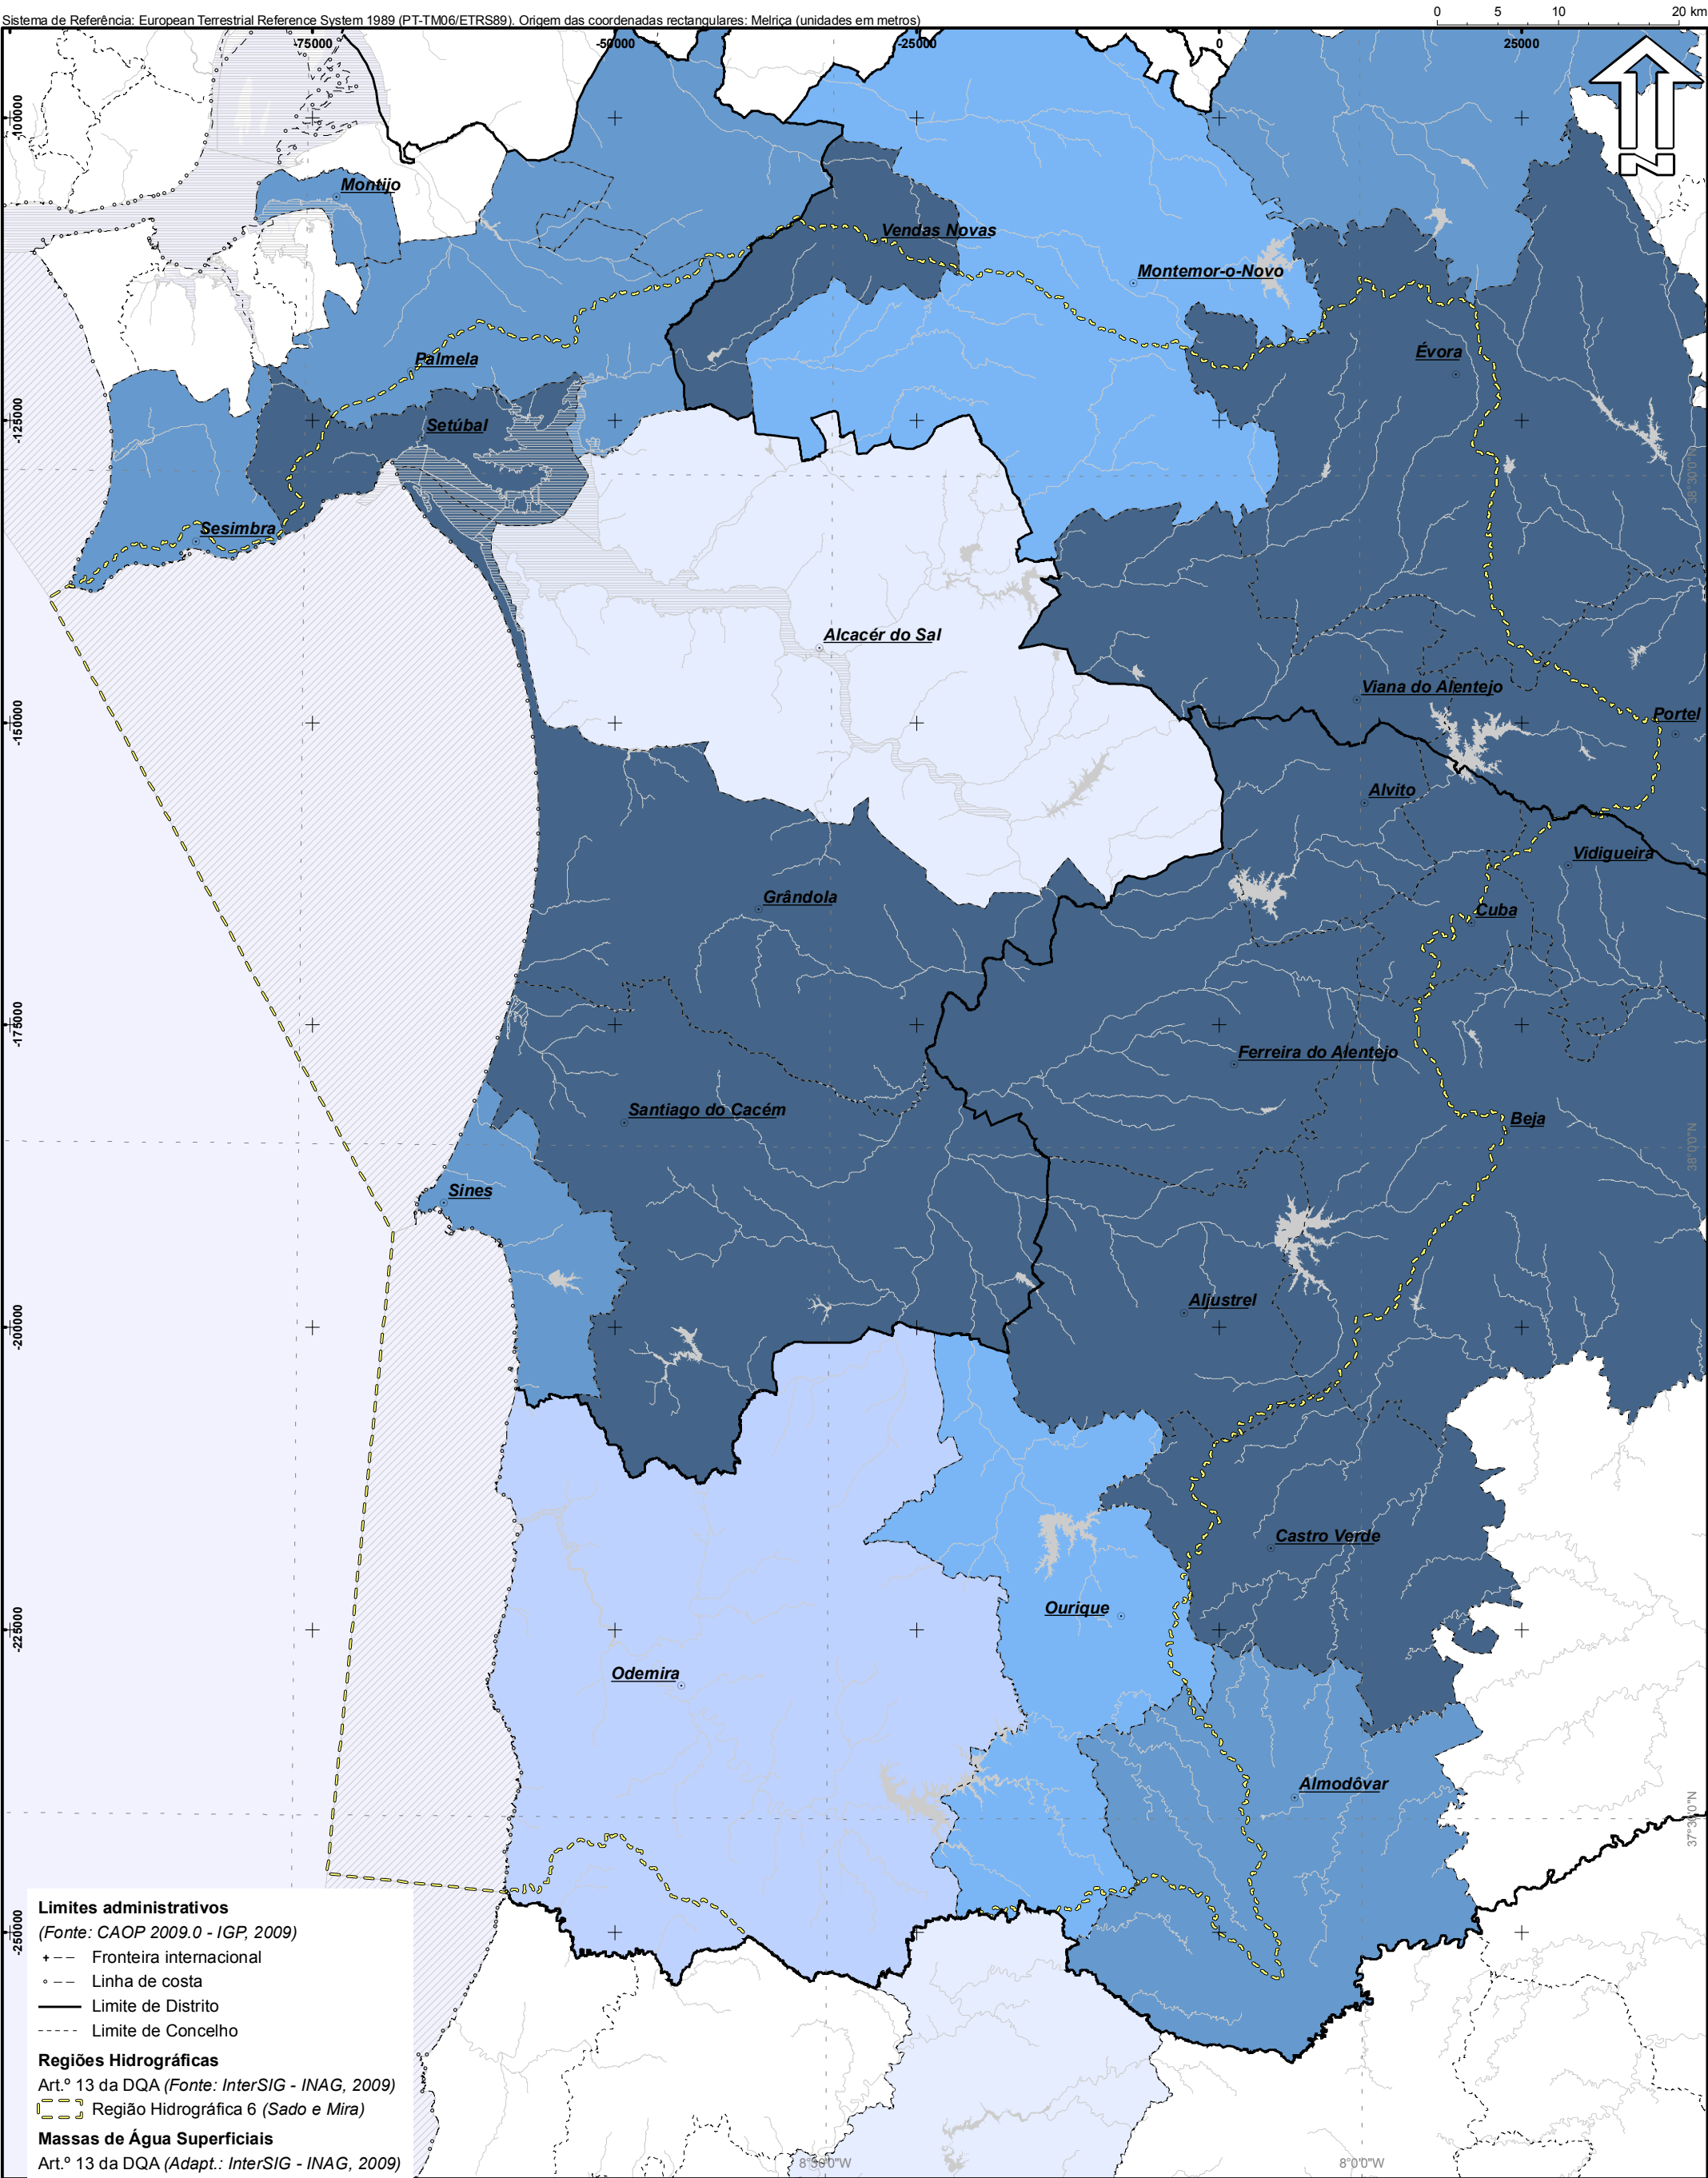 Sistema de Referência: European Terrestrial Reference System 1989 (PT-TM06/ETRS89). Origem das coordenadas rectangulares: Melriça (unidades em metros)
0 5 10 20 km
-75000 -50000 -25000 0 25000
N
-100000
Montijo
Vendas Novas
Montemor-o-Novo
Évora
Palmela
-125000
Setúbal
38°30'0"N
Sesimbra
Alcacér do Sal
Viana do Alentejo
Portel
-150000
Alvito
Vidigueira
Grândola
Cuba
-175000
Ferreira do Alentejo
Santiago do Cacém
Beja
38°0'0"N
Sines
Aljustrel
-200000
Castro Verde
Ourique
-225000
Odemira
Almodôvar
37°30'0"N
-250000
Limites administrativos
(Fonte: CAOP 2009.0 - IGP, 2009)
Fronteira internacional
Linha de costa
Limite de Distrito
Limite de Concelho
Regiões Hidrográficas
Art.º 13 da DQA (Fonte: InterSIG - INAG, 2009)
Região Hidrográfica 6 (Sado e Mira)
Massas de Água Superficiais
Art.º 13 da DQA (Adapt.: InterSIG - INAG, 2009)
8°30'0"W
8°0'0"W